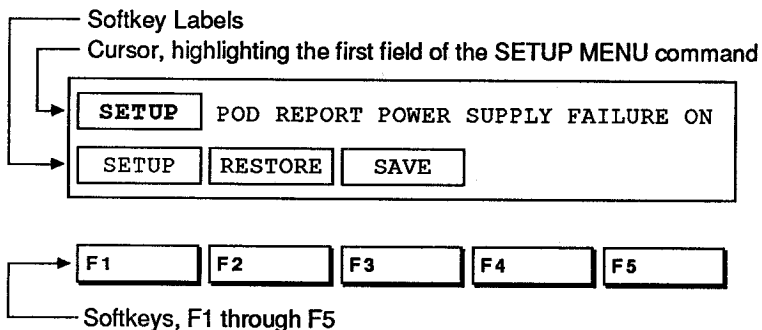 Softkey Labels
Cursor, highlighting the first field of the SETUP MENU command
SETUP POD REPORT POWER SUPPLY FAILURE ON
SETUP RESTORE SAVE
F1 F2 F3 F4 F5
Softkeys, F1 through F5